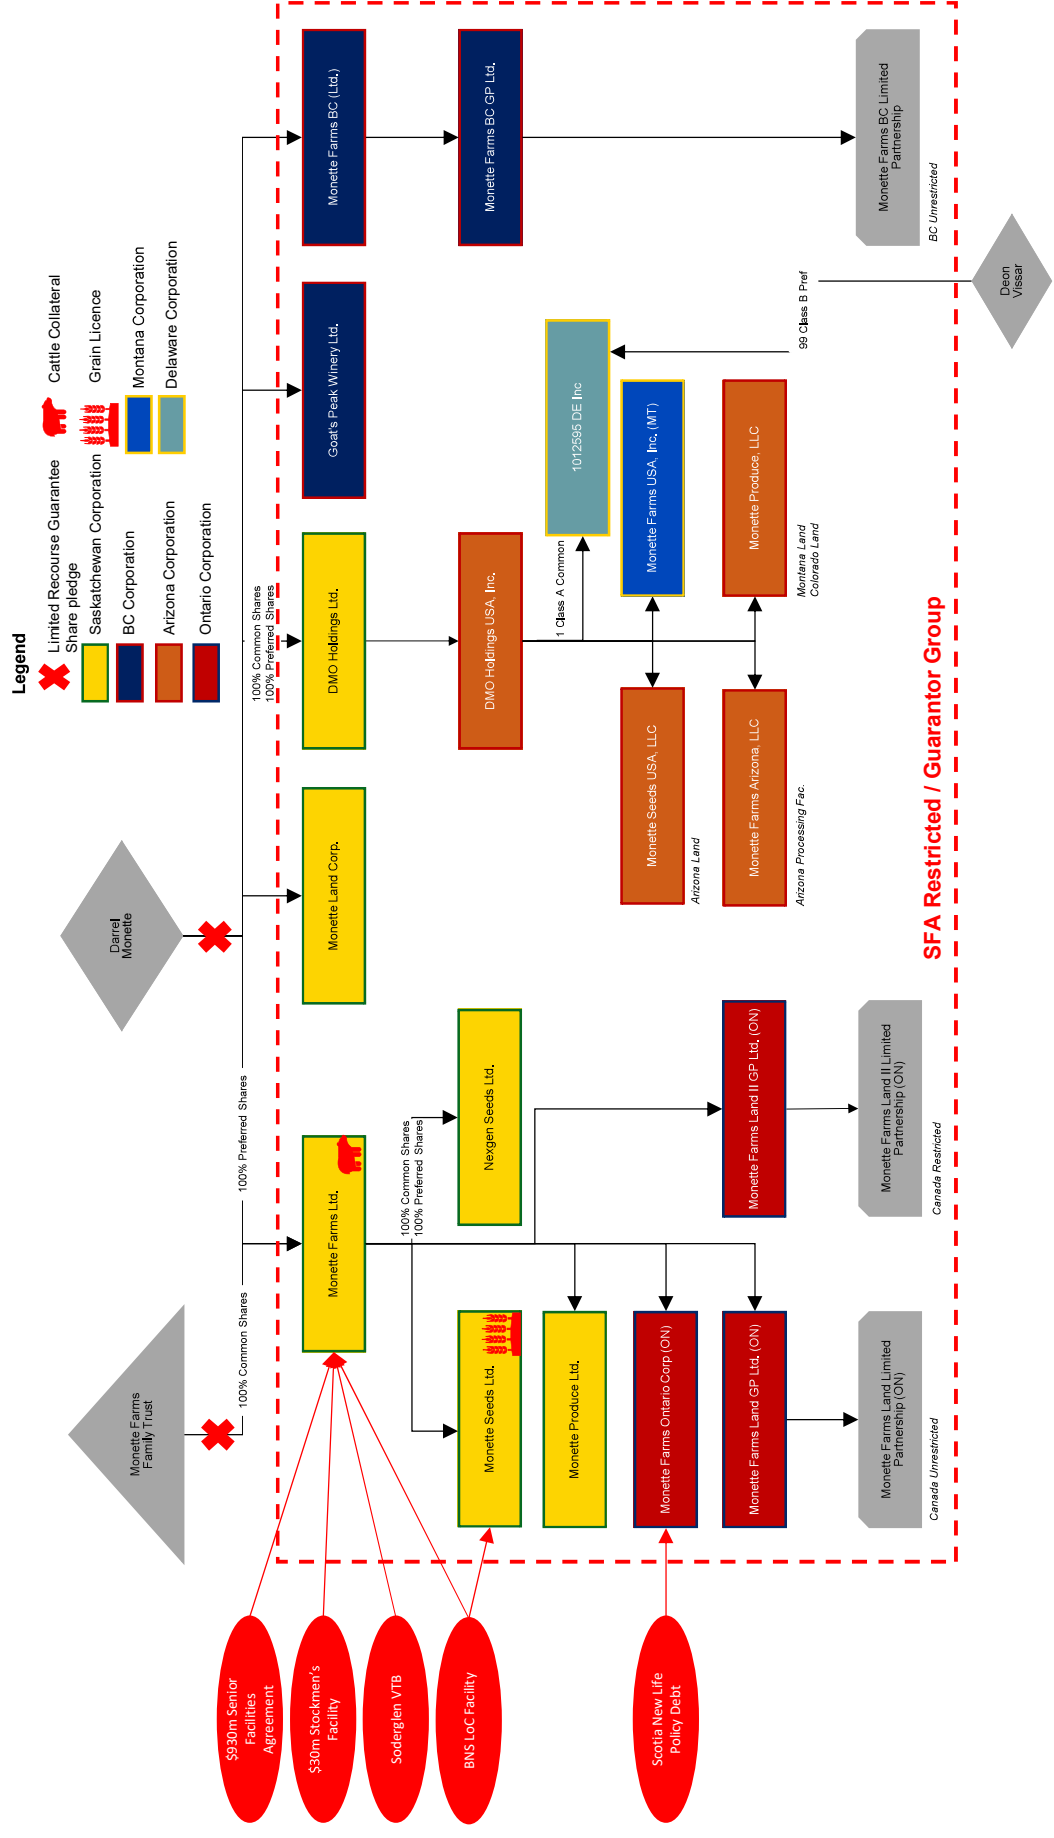 Legend
Limited Recourse Guarantee
Share pledge
Cattle Collateral
Saskatchewan Corporation
Grain Licence
BC Corporation
Montana Corporation
Arizona Corporation
Delaware Corporation
Ontario Corporation
Monette Farms
Family Trust
Darrel
Monette
100% Common Shares
100% Preferred Shares
100% Common Shares
100% Preferred Shares
$930m Senior
Facilities
Agreement
$30m Stockmen's
Facility
Soderglen VTB
BNS LoC Facility
Scotia New Life
Policy Debt
Monette Farms Ltd.
Monette Land Corp.
DMO Holdings Ltd.
Goat's Peak Winery Ltd.
Monette Farms BC (Ltd.)
100% Common Shares
100% Preferred Shares
Monette Seeds Ltd.
Nexgen Seeds Ltd.
DMO Holdings USA, Inc.
Monette Farms BC GP Ltd.
1 Class A Common
Monette Produce Ltd.
1012595 DE Inc
Monette Farms Ontario Corp (ON)
Monette Seeds USA, LLC
Arizona Land
Monette Farms USA, Inc. (MT)
Monette Farms Land GP Ltd. (ON)
Monette Farms Land II GP Ltd. (ON)
Monette Farms Arizona, LLC
Arizona Processing Fac.
Monette Produce, LLC
Montana Land
Colorado Land
99 Class B Pref
Monette Farms Land Limited
Partnership (ON)
Canada Unrestricted
Monette Farms Land II Limited
Partnership (ON)
Canada Restricted
Monette Farms BC Limited
Partnership
BC Unrestricted
SFA Restricted / Guarantor Group
Deon
Vissar